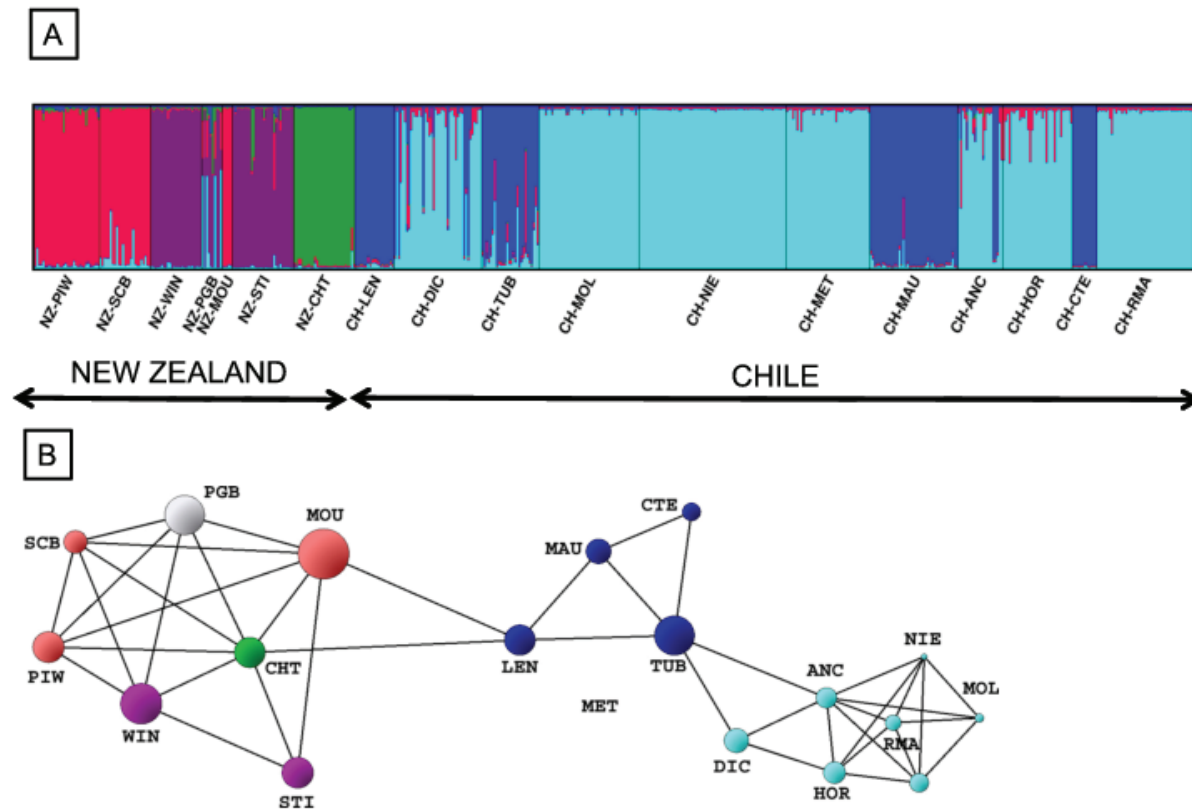 A
NZ-PIW
NZ-SCB
NZ-WIN
NZ-PGB
NZ-MOU
NZ-STI
NZ-CHT
CH-LEN
CH-DIC
CH-TUB
CH-MOL
CH-NIE
CH-MET
CH-MAU
CH-ANC
CH-HOR
CH-CTE
CH-RMA
NEW ZEALAND
CHILE
B
PGB
MOU
SCB
PIW
CHT
WIN
STI
CTE
MAU
LEN
TUB
MET
NIE
ANC
MOL
RMA
DIC
HOR